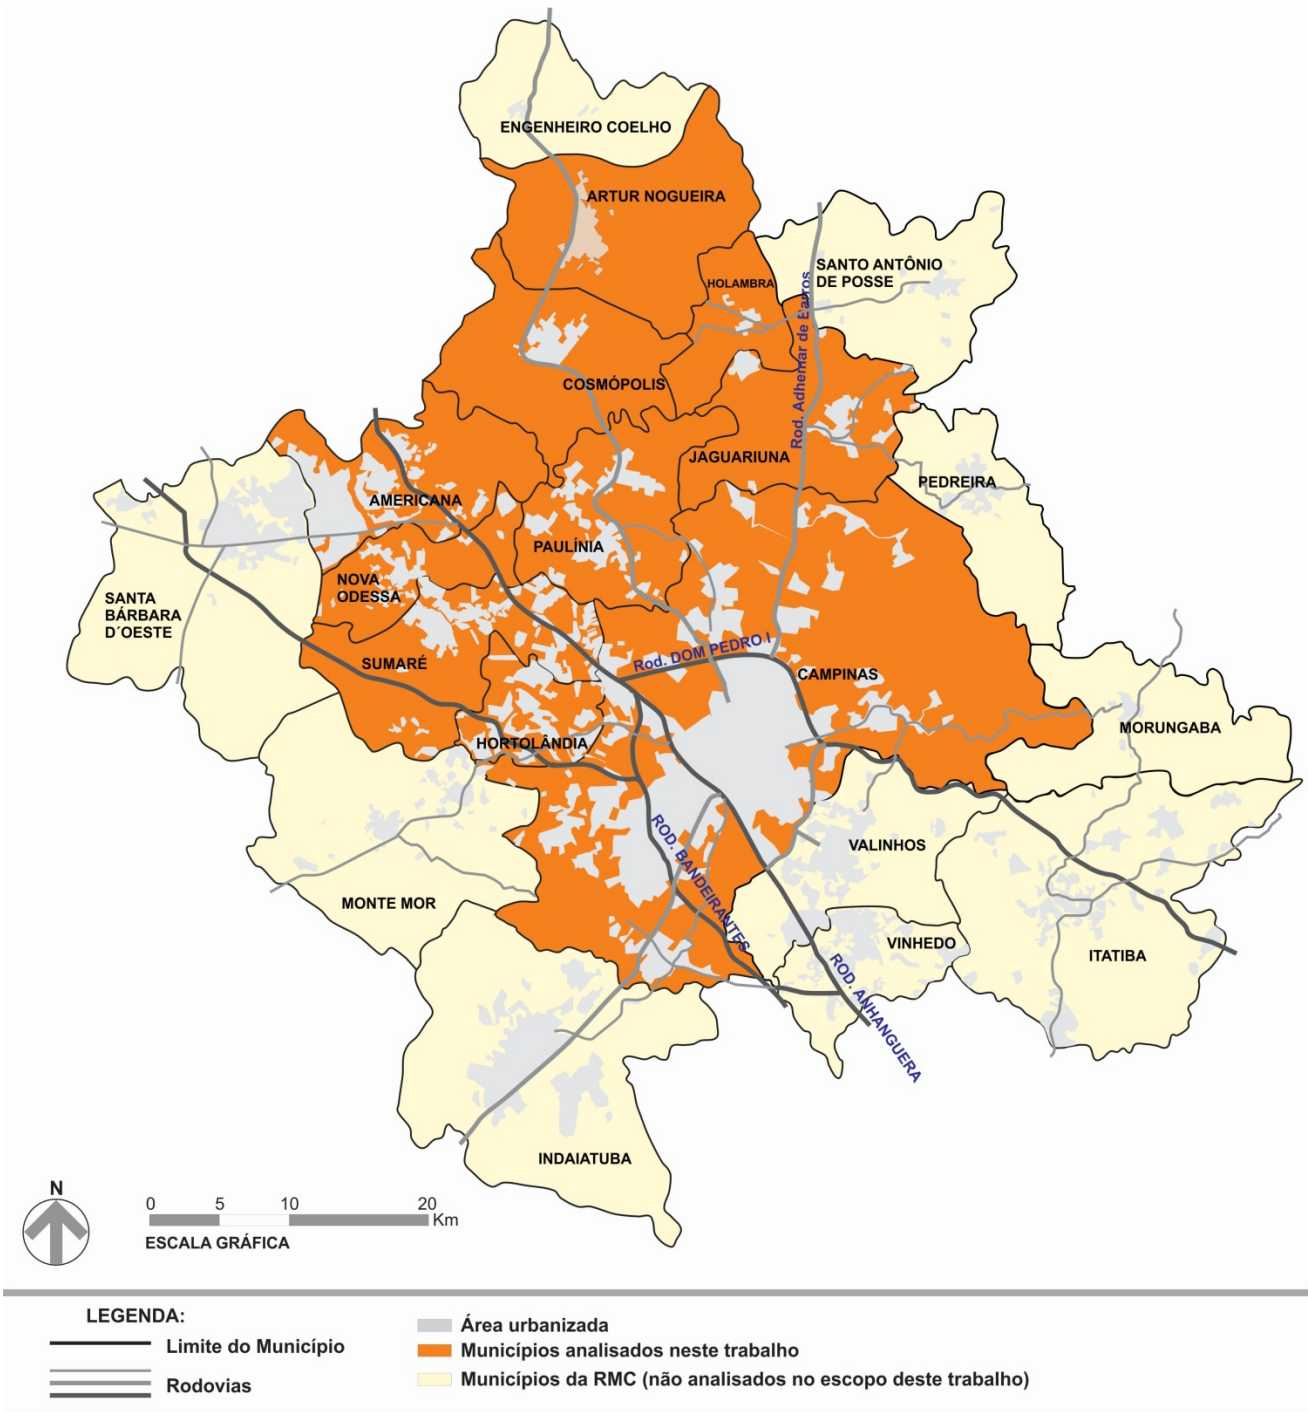 ENGENHEIRO COELHO
ARTUR NOGUEIRA
SANTO ANTÔNIO
DE POSSE
HOLAMBRA
Rod. Adhemar de Barros
COSMÓPOLIS
JAGUARIUNA
PEDREIRA
AMERICANA
PAULÍNIA
NOVA
ODESSA
SANTA
BÁRBARA
D´OESTE
SUMARÉ
Rod. DOM PEDRO I
CAMPINAS
MORUNGABA
HORTOLÂNDIA
ROD. BANDEIRANTES
VALINHOS
MONTE MOR
VINHEDO
ITATIBA
ROD. ANHANGUERA
INDAIATUBA
N
0 5 10 20
Km
ESCALA GRÁFICA
LEGENDA:
Limite do Município
Rodovias
Área urbanizada
Municípios analisados neste trabalho
Municípios da RMC (não analisados no escopo deste trabalho)